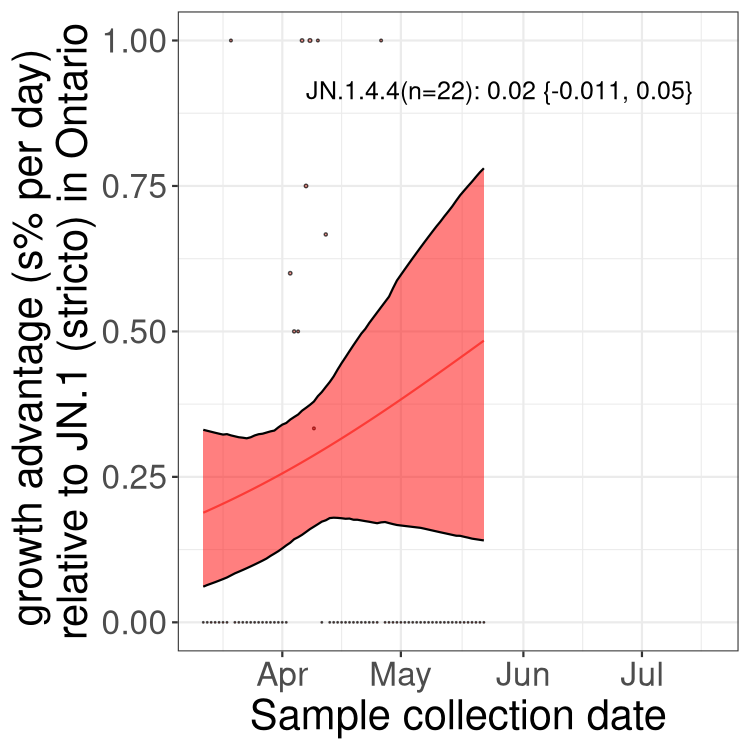 growth advantage (s% per day)
relative to JN.1 (stricto) in Ontario
1.00
0.75
0.50
0.25
0.00
JN.1.4.4(n=22): 0.02 {-0.011, 0.05}
Apr May Jun Jul
Sample collection date